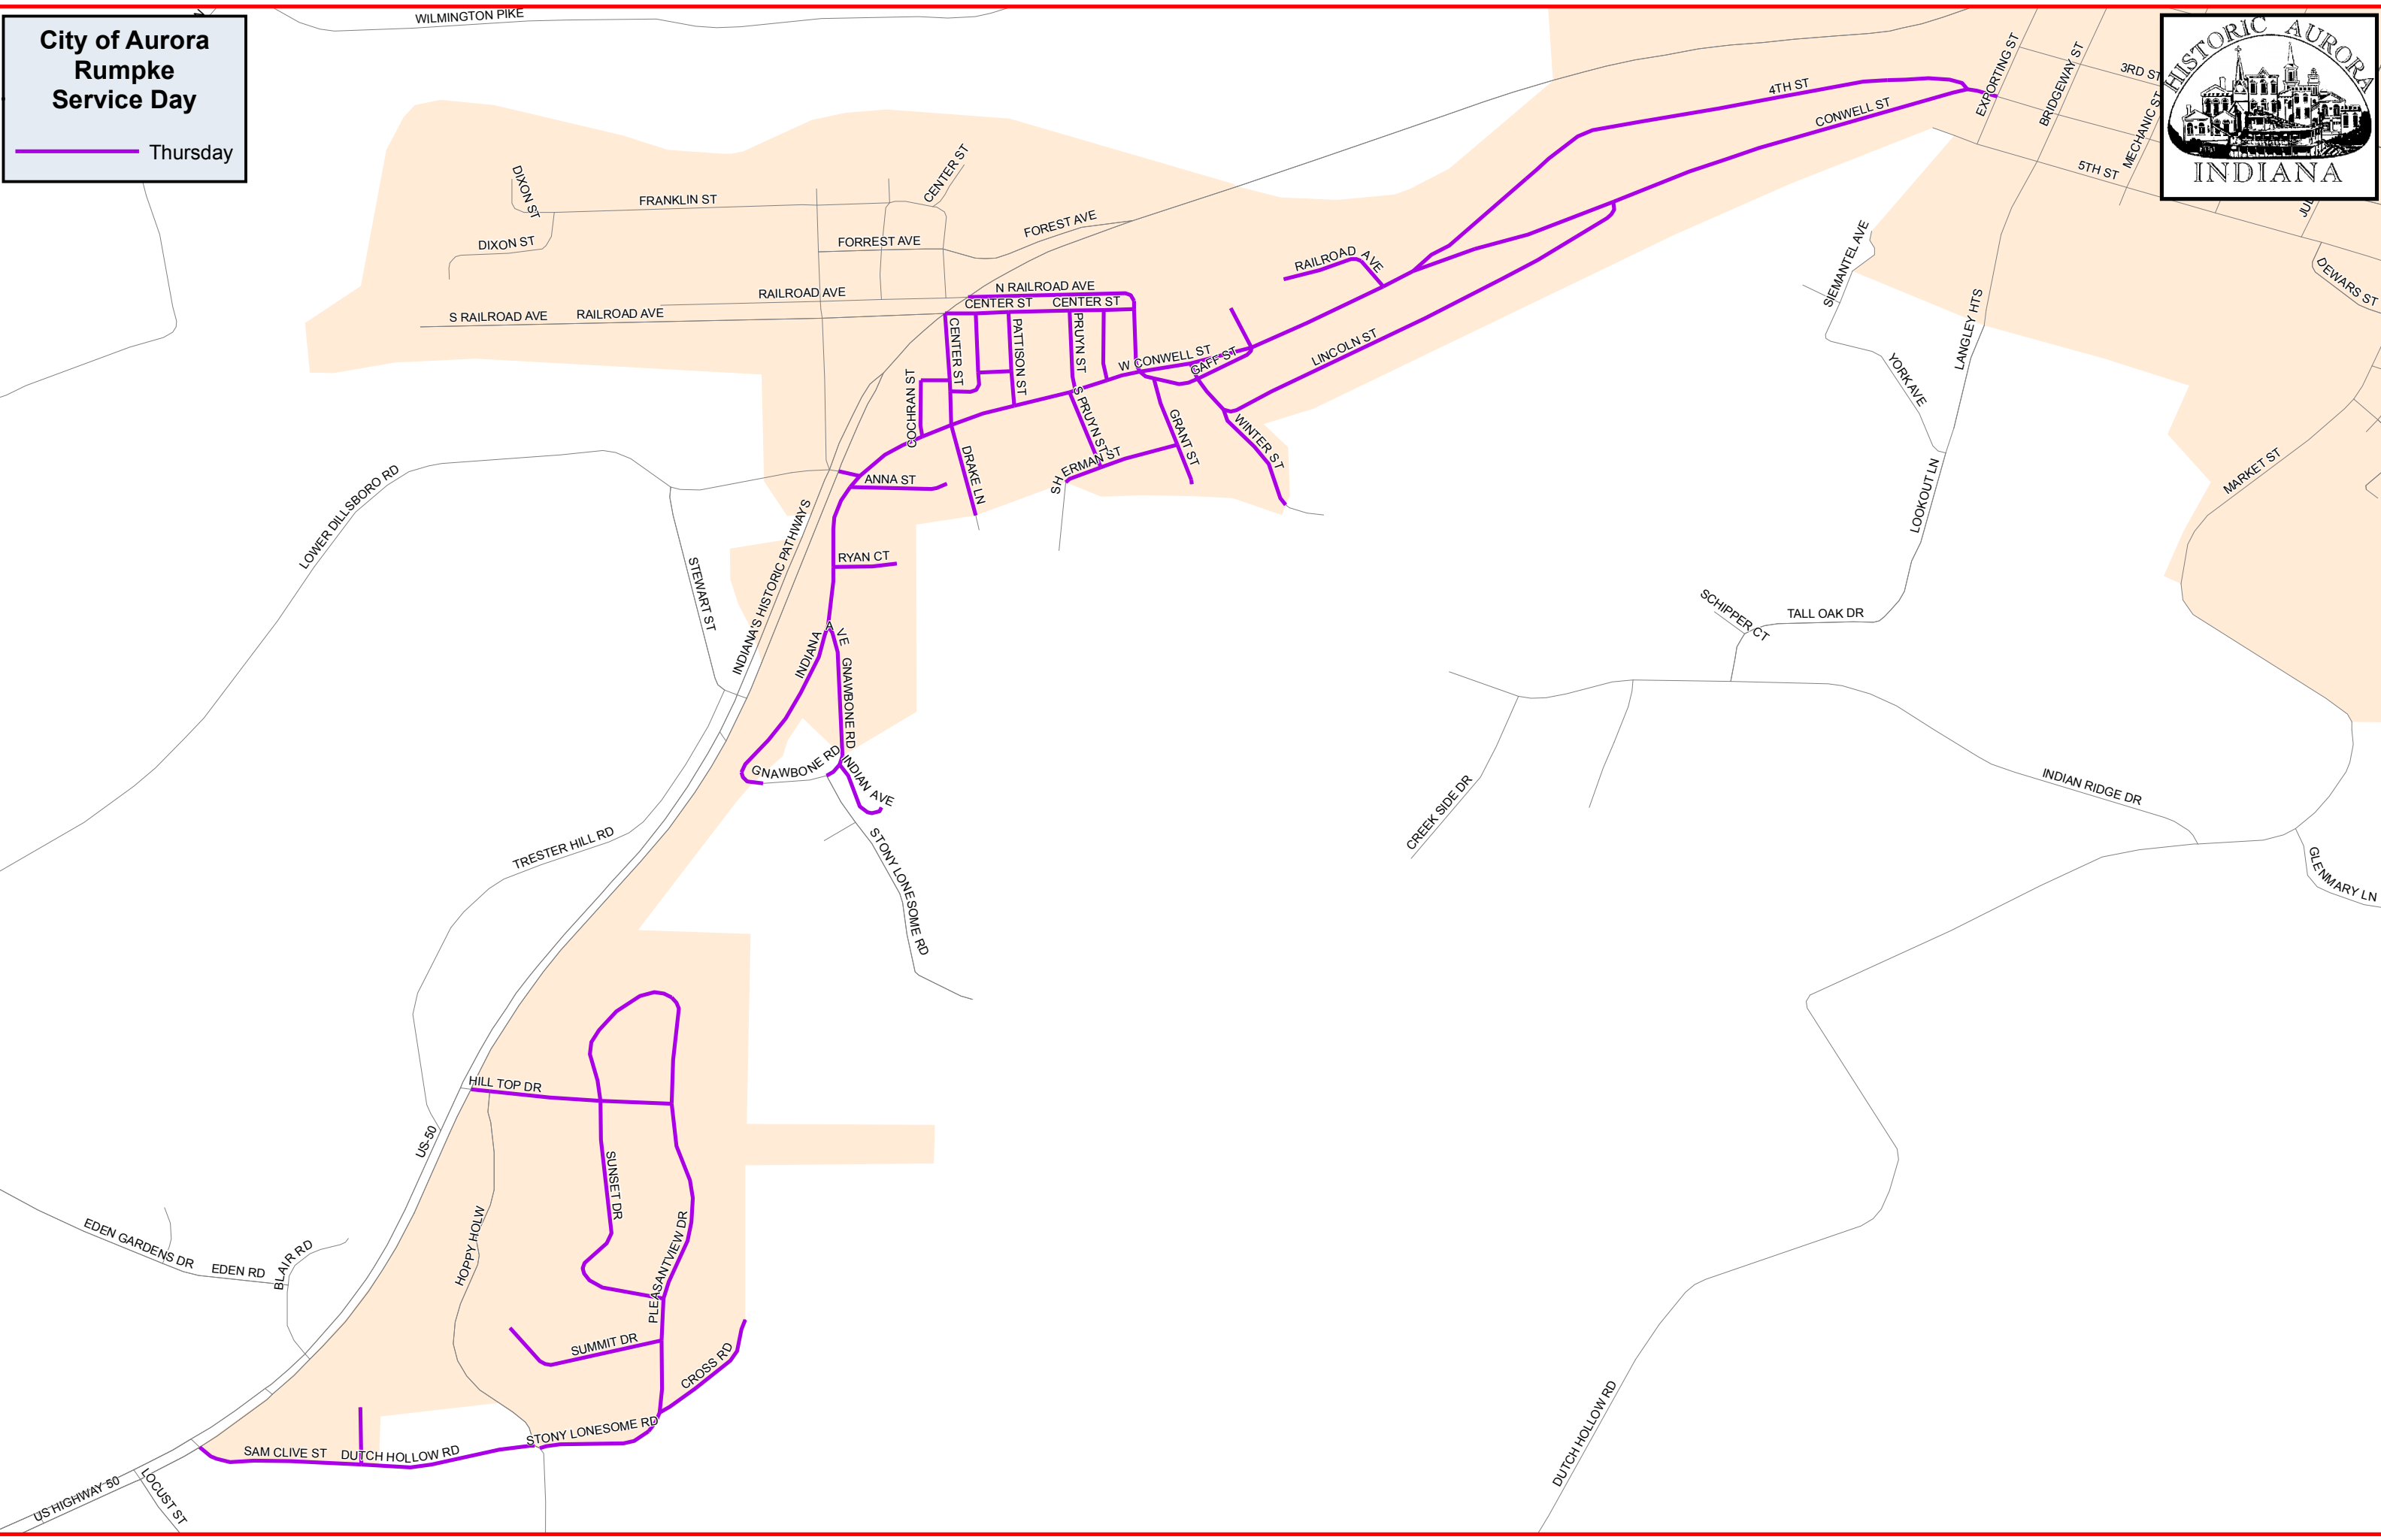 City of Aurora
Rumpke
Service Day
Thursday
WILMINGTON PIKE
HISTORIC AURORA
INDIANA
EXPORTING ST
BRIDGEWAY ST
3RD ST
MECHANIC ST
5TH ST
4TH ST
CONWELL ST
DIXON ST
FRANKLIN ST
CENTER ST
DIXON ST
FORREST AVE
FOREST AVE
RAILROAD AVE
SIEMANTEL AVE
DEWARS ST
RAILROAD AVE
N RAILROAD AVE
CENTER ST
CENTER ST
S RAILROAD AVE
RAILROAD AVE
CENTER ST
PATTISON ST
PRUYN ST
W CONWELL ST
GAFF ST
LINCOLN ST
LANGLEY HTS
YORK AVE
COCHRAN ST
S PRUYN ST
GRANT ST
WINTER ST
SHERMAN ST
DRAKE LN
ANNA ST
LOWER DILLSBORO RD
MARKET ST
LOOKOUT LN
RYAN CT
STEWART ST
INDIANA'S HISTORIC PATHWAYS
INDIANA AVE
GNAWBONE RD
SCHIPPER CT
TALL OAK DR
GNAWBONE RD
INDIAN AVE
INDIAN RIDGE DR
CREEK SIDE DR
TRESTER HILL RD
STONY LONESOME RD
GLENMARY LN
HILL TOP DR
US-50
SUNSET DR
PLEASANTVIEW DR
HOPPY HOLW
EDEN GARDENS DR
EDEN RD
BLAIR RD
SUMMIT DR
CROSS RD
STONY LONESOME RD
SAM CLIVE ST
DUTCH HOLLOW RD
DUTCH HOLLOW RD
US HIGHWAY 50
LOCUST ST